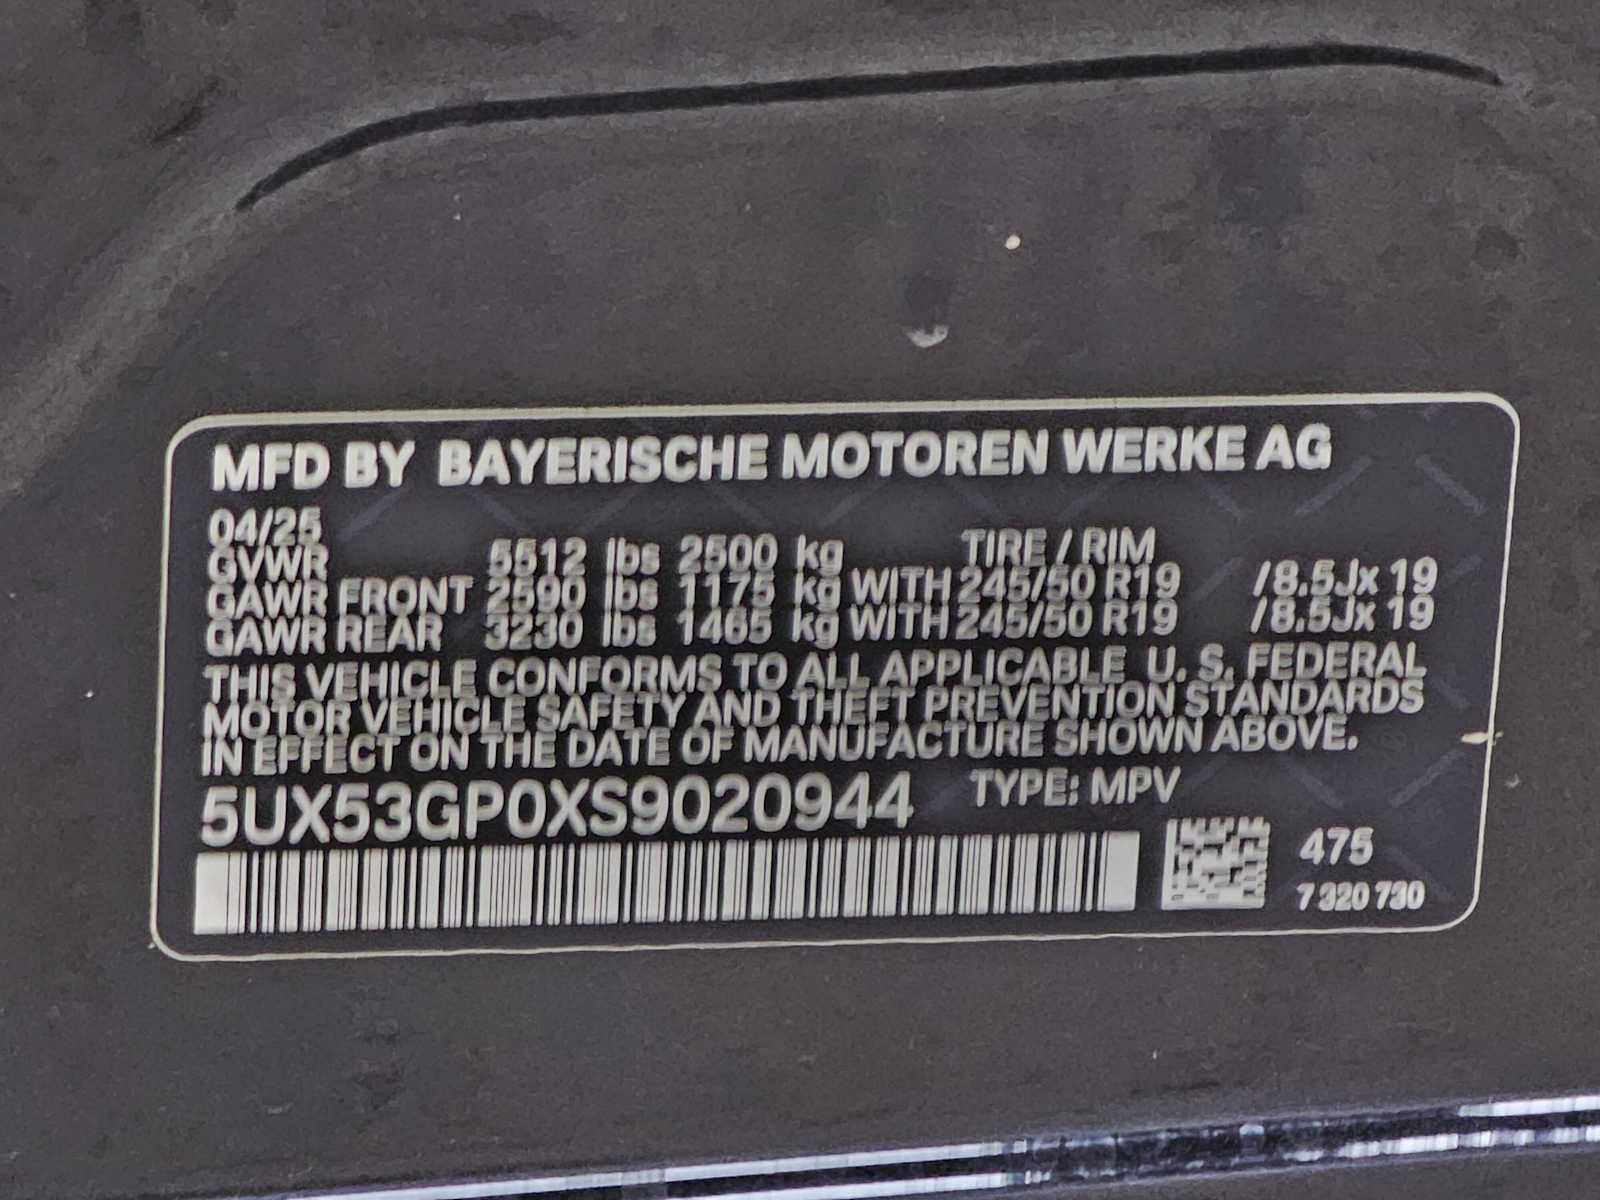 MFD BY BAYERISCHE MOTOREN WERKE AG
04/25
GVWR 5512 lbs 2500 kg TIRE / RIM
GAWR FRONT 2590 lbs 1175 kg WITH 245/50 R19 /8.5Jx 19
GAWR REAR 3230 lbs 1465 kg WITH 245/50 R19 /8.5Jx 19
THIS VEHICLE CONFORMS TO ALL APPLICABLE U. S. FEDERAL
MOTOR VEHICLE SAFETY AND THEFT PREVENTION STANDARDS
IN EFFECT ON THE DATE OF MANUFACTURE SHOWN ABOVE.
5UX53GP0XS9020944 TYPE: MPV
475
7 320 730